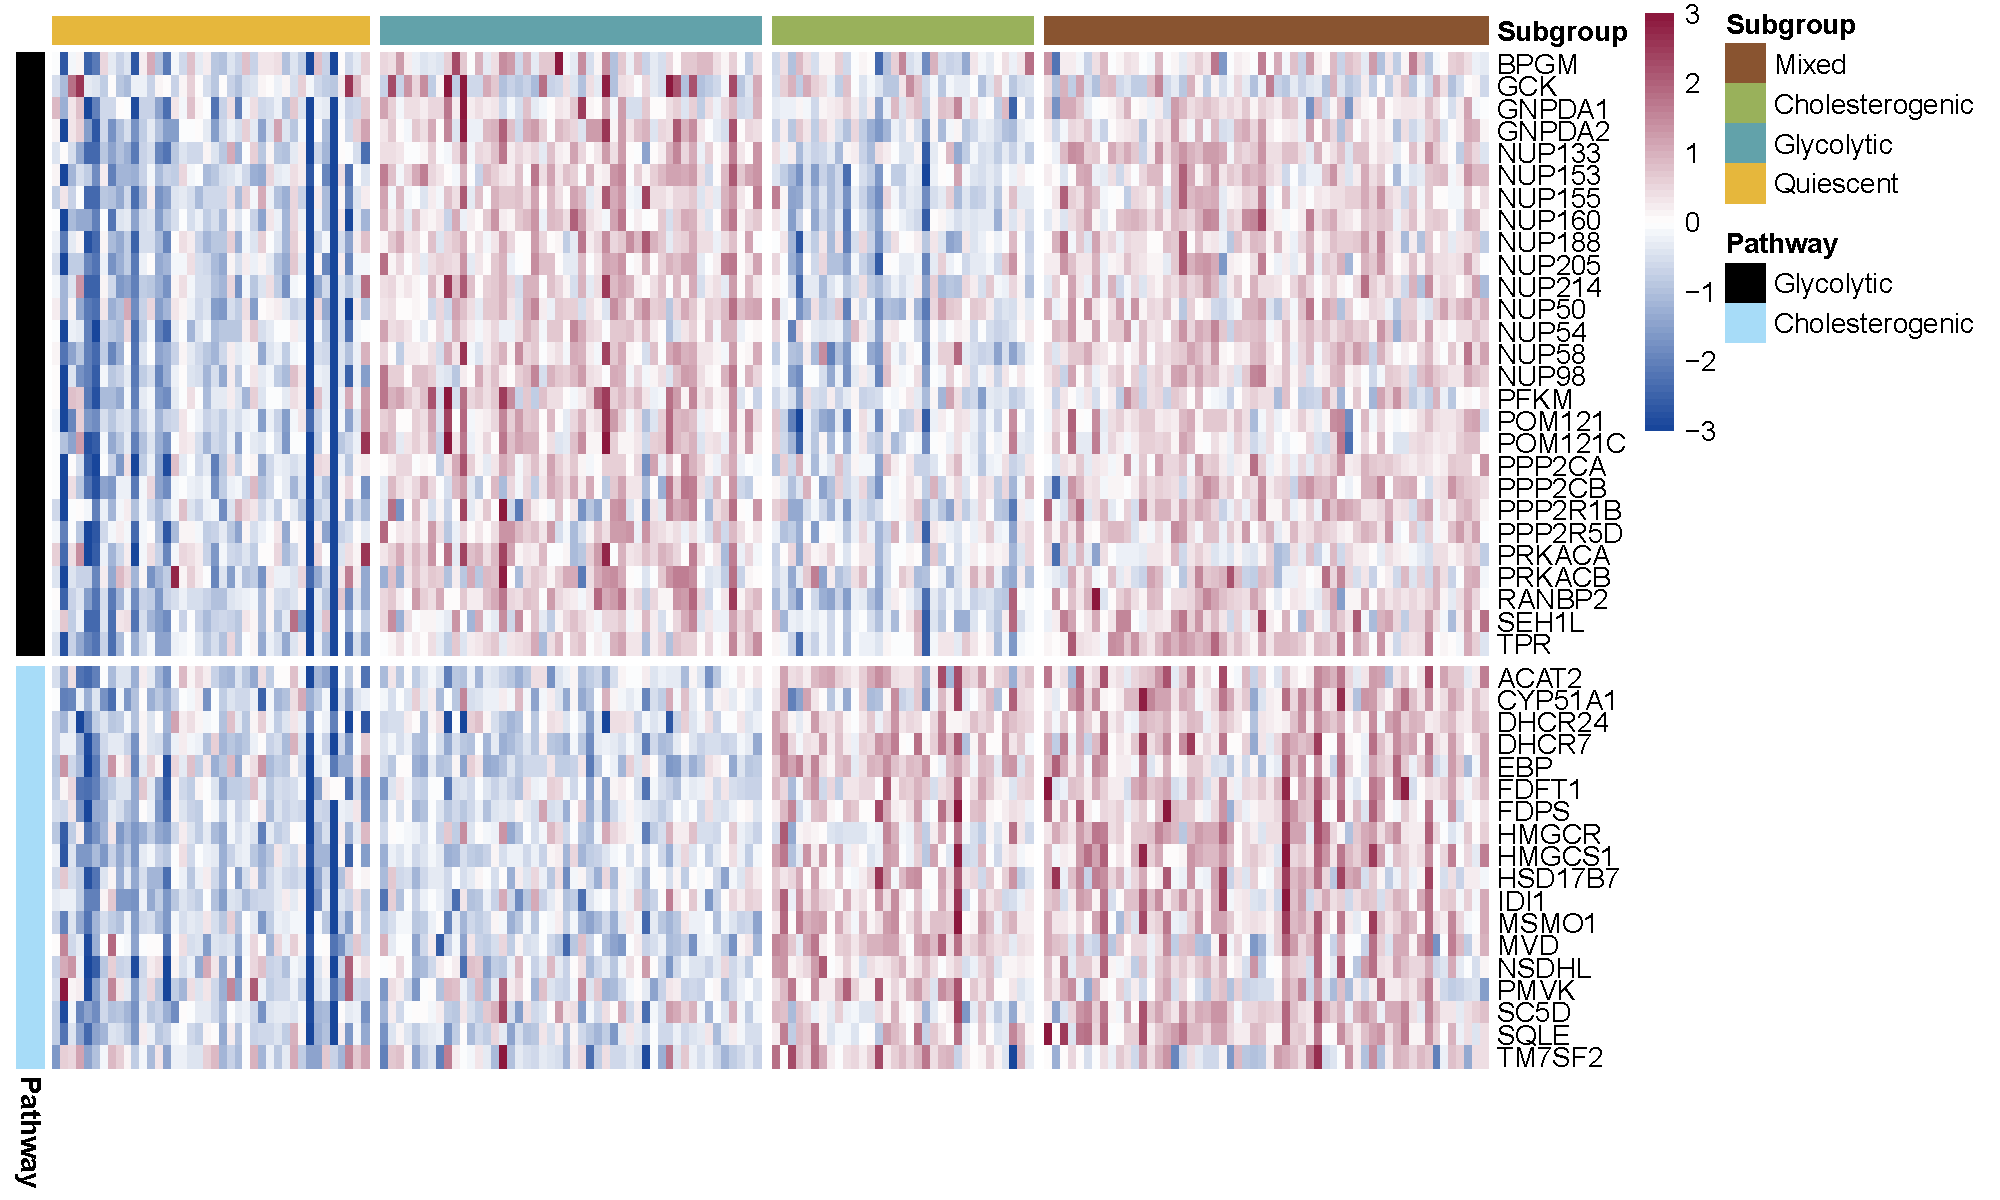 Subgroup
BPGM
GCK
GNPDA1
GNPDA2
NUP133
NUP153
NUP155
NUP160
NUP188
NUP205
NUP214
NUP50
NUP54
NUP58
NUP98
PFKM
POM121
POM121C
PPP2CA
PPP2CB
PPP2R1B
PPP2R5D
PRKACA
PRKACB
RANBP2
SEH1L
TPR
ACAT2
CYP51A1
DHCR24
DHCR7
EBP
FDFT1
FDPS
HMGCR
HMGCS1
HSD17B7
IDI1
MSMO1
MVD
NSDHL
PMVK
SC5D
SQLE
TM7SF2
Pathway
3
2
1
0
−1
−2
−3
Subgroup
Mixed
Cholesterogenic
Glycolytic
Quiescent
Pathway
Glycolytic
Cholesterogenic